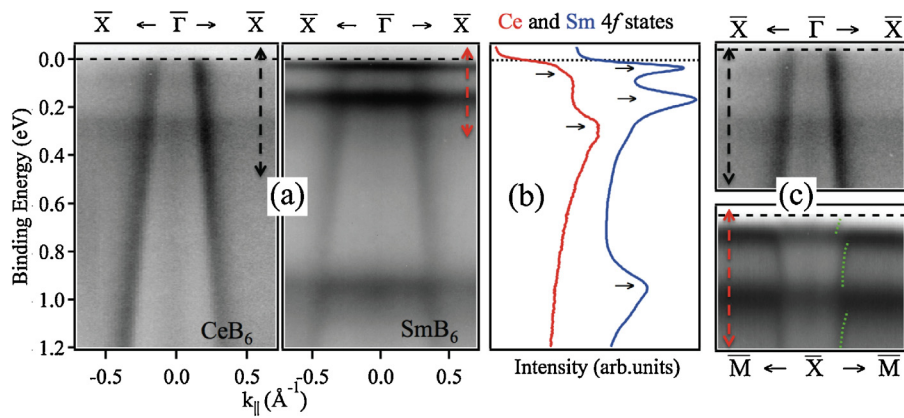 X̅ ← Γ̅ → X̅
X̅ ← Γ̅ → X̅
Ce and Sm 4f states
X̅ ← Γ̅ → X̅
Binding Energy (eV)
0.0
0.2
0.4
0.6
0.8
1.0
1.2
(a)
(b)
(c)
CeB₆
SmB₆
-0.5 0.0 0.5
-0.5 0.0 0.5
k|| (Å⁻¹)
Intensity (arb.units)
M̅ ← X̅ → M̅